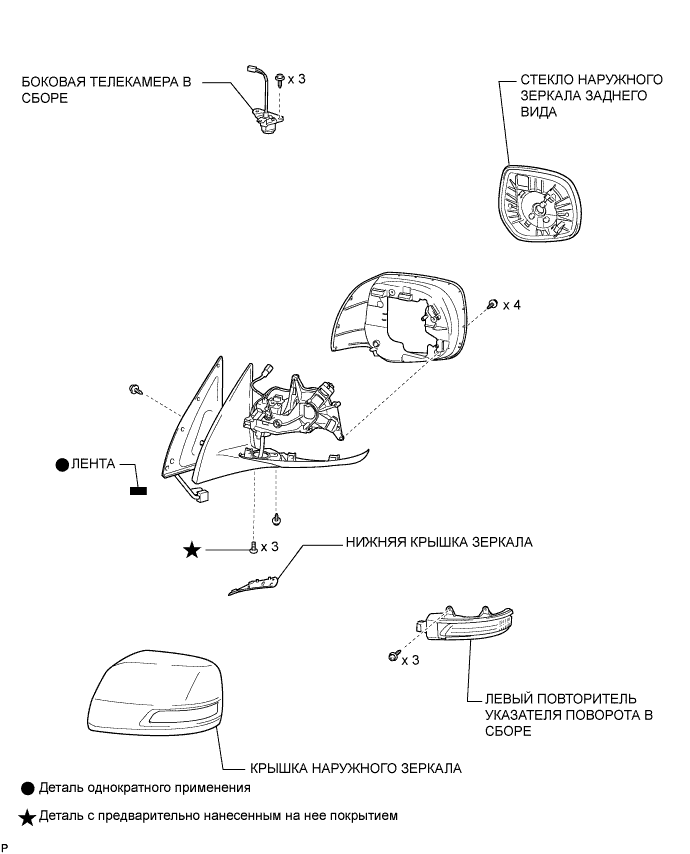 БОКОВАЯ ТЕЛЕКАМЕРА В
СБОРЕ
x 3
СТЕКЛО НАРУЖНОГО
ЗЕРКАЛА ЗАДНЕГО
ВИДА
x 4
ЛЕНТА
x 3
НИЖНЯЯ КРЫШКА ЗЕРКАЛА
x 3
ЛЕВЫЙ ПОВТОРИТЕЛЬ
УКАЗАТЕЛЯ ПОВОРОТА В
СБОРЕ
КРЫШКА НАРУЖНОГО ЗЕРКАЛА
Деталь однократного применения
Деталь с предварительно нанесенным на нее покрытием
P